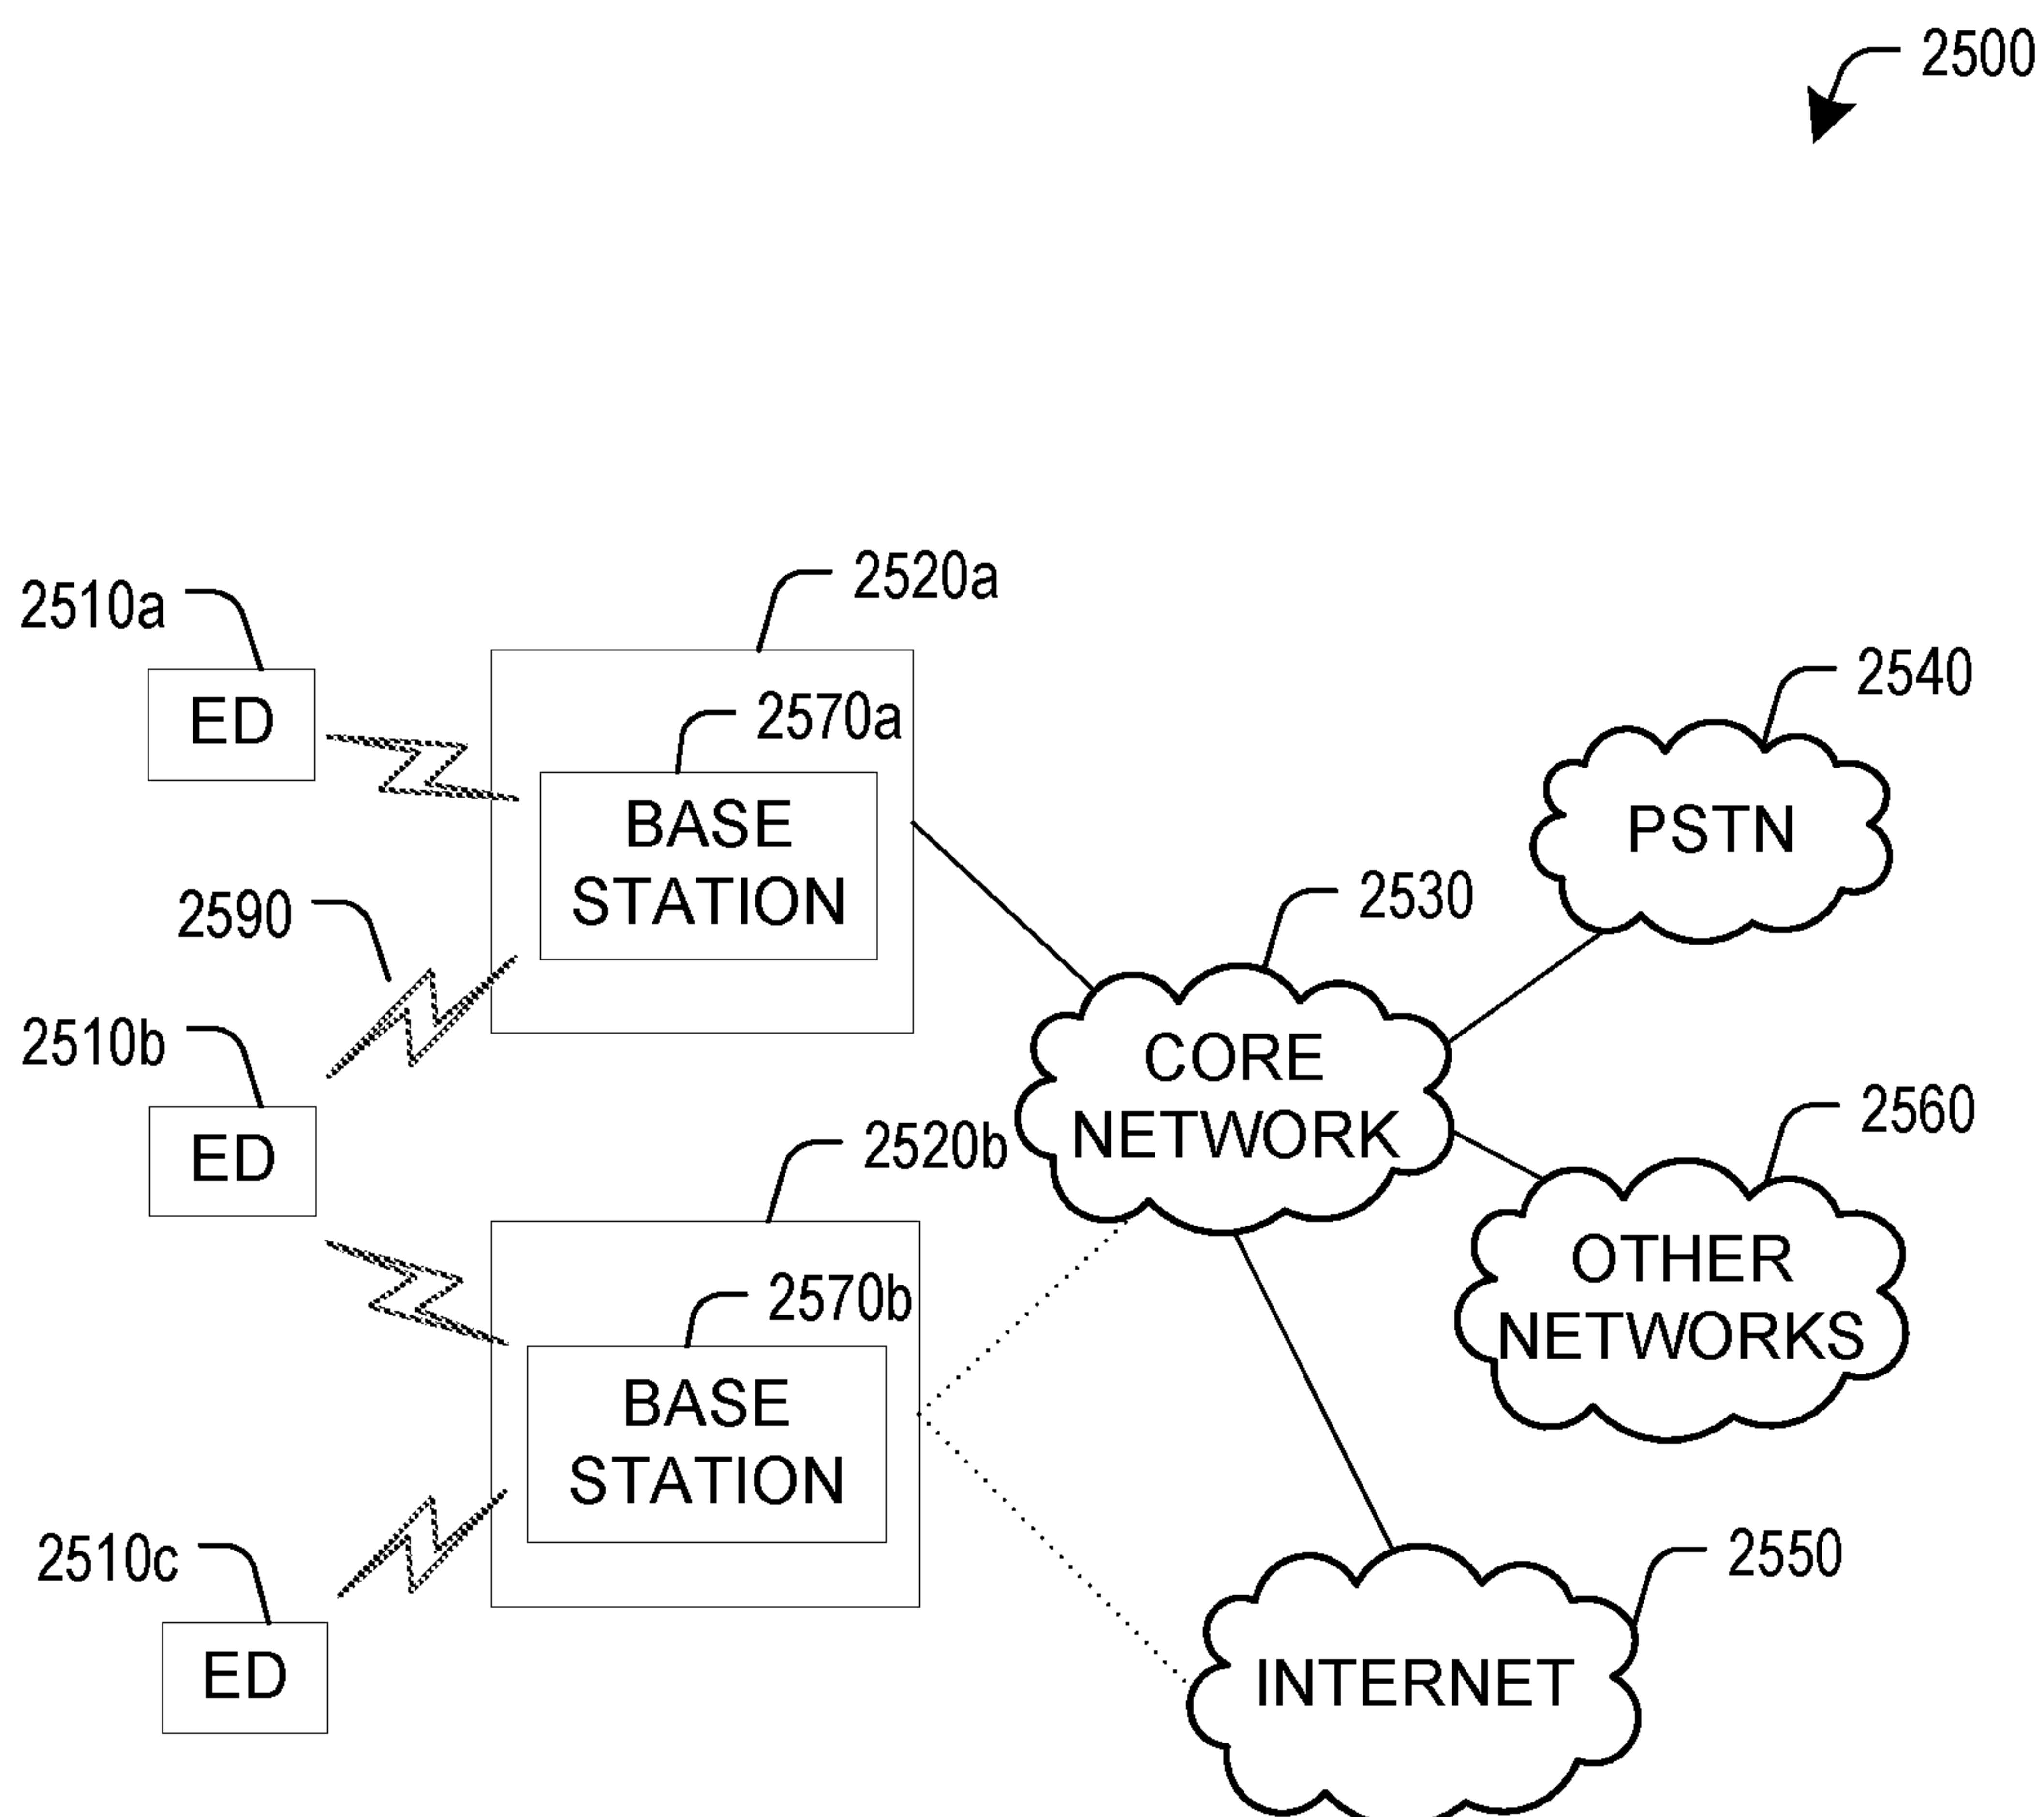 2500
2520a
2510a
ED
2570a
BASE
STATION
2540
PSTN
2590
2530
CORE
NETWORK
2510b
ED
2520b
2560
OTHER
NETWORKS
2570b
BASE
STATION
2510c
ED
2550
INTERNET